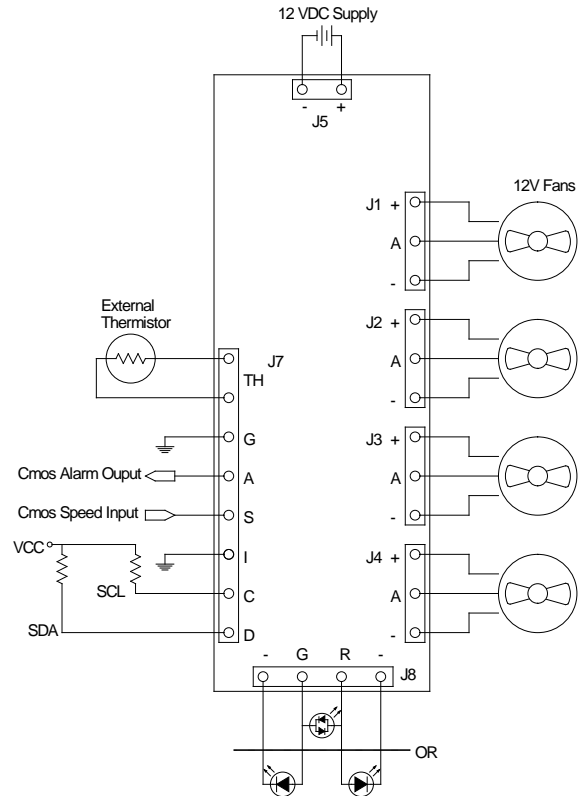 12 VDC Supply
- +
J5
12V Fans
J1 +
A
-
J2 +
A
-
J3 +
A
-
J4 +
A
-
External
Thermistor
J7
TH
G
Cmos Alarm Ouput
A
Cmos Speed Input
S
VCC
I
SCL
C
SDA
D
- G R -
J8
OR